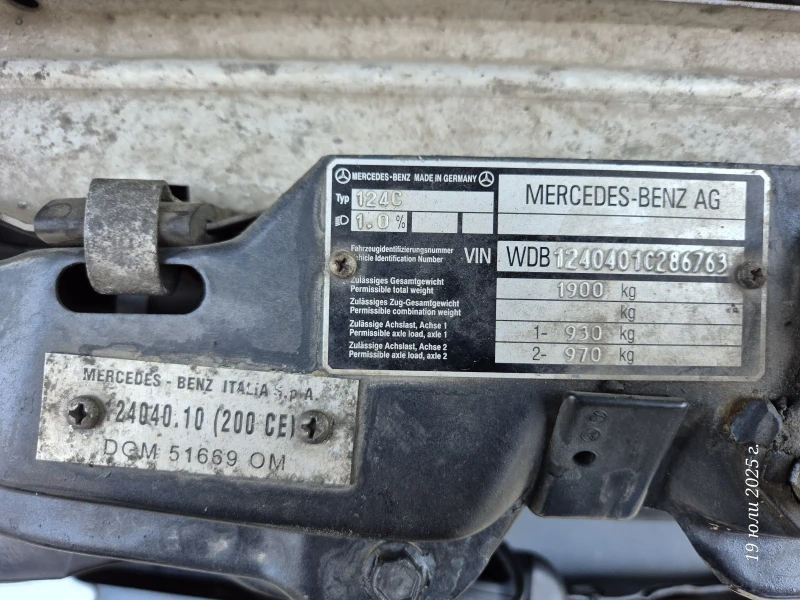 MERCEDES-BENZ MADE IN GERMANY
MERCEDES-BENZ AG
Typ 124C
1.0 %
Fahrzeugidentifizierungsnummer
Vehicle Identification Number
VIN WDB1240401C286763
Zulässiges Gesamtgewicht
Permissible total weight
1900 kg
Zulässiges Zug-Gesamtgewicht
Permissible combination weight
kg
Zulässige Achslast, Achse 1
Permissible axle load, axle 1
1- 930 kg
Zulässige Achslast, Achse 2
Permissible axle load, axle 2
2- 970 kg
MERCEDES - BENZ ITALIA S.p.A.
124040.10 (200 CE)
DGM 51669 OM
19 юли 2025 г.